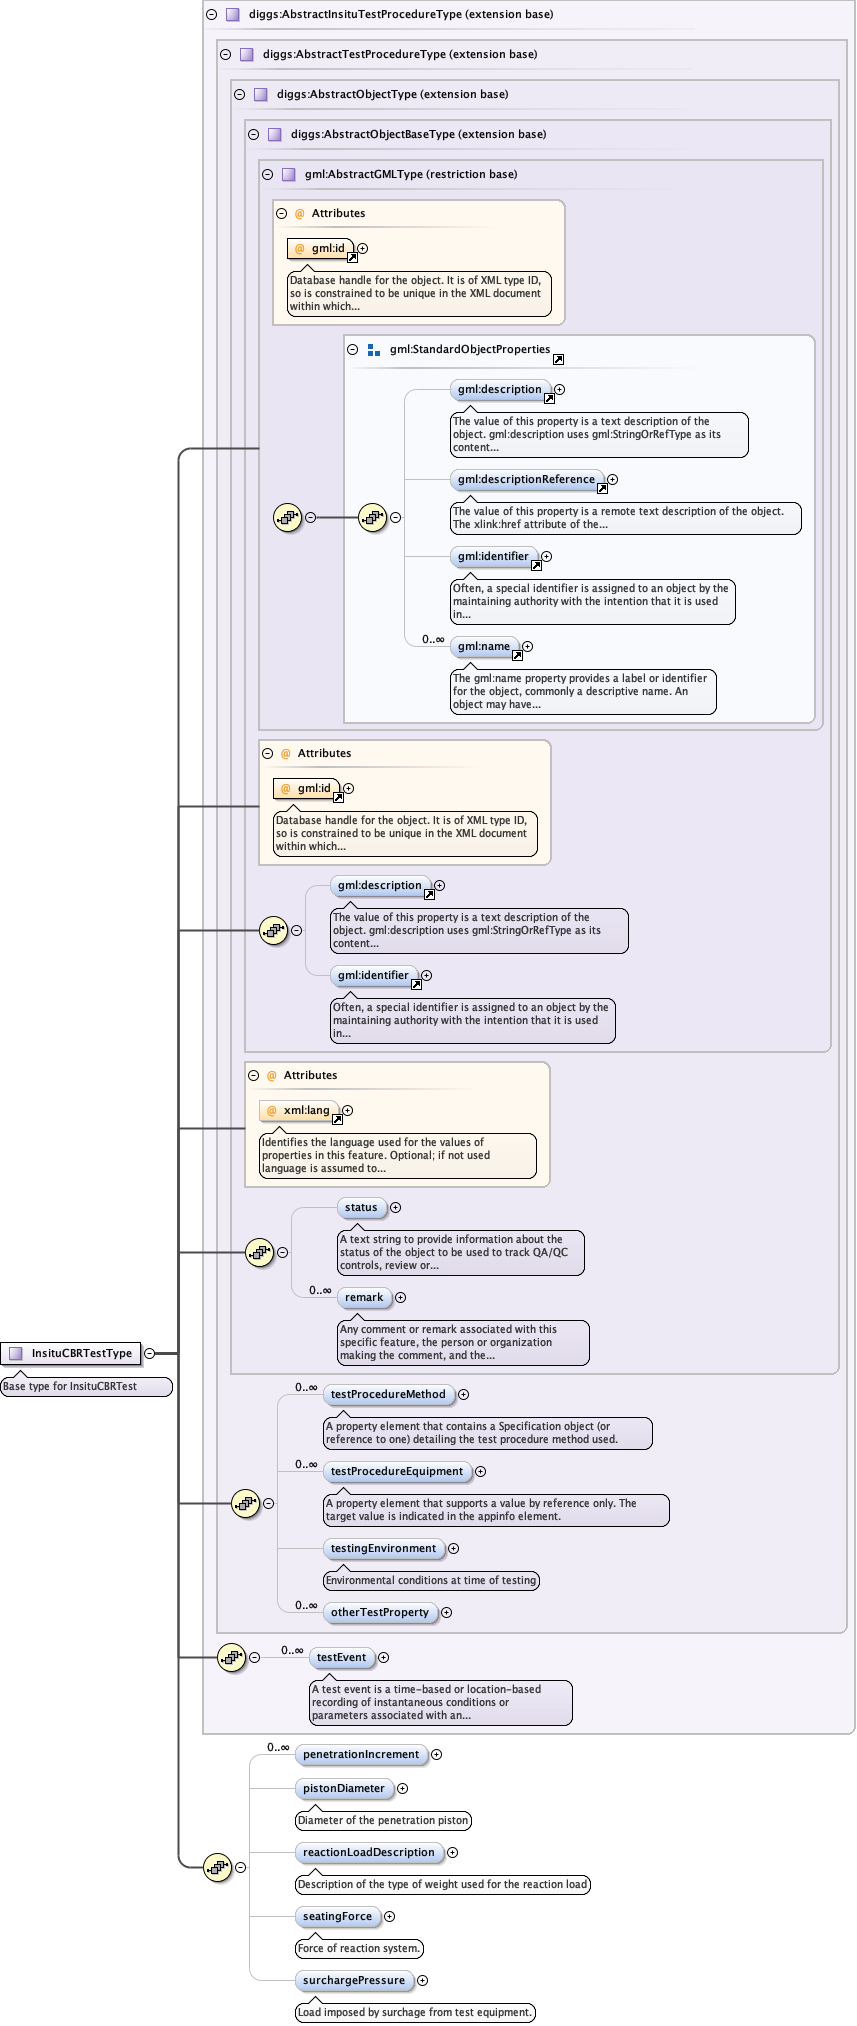 diggs:AbstractInsituTestProcedureType (extension base)
diggs:AbstractTestProcedureType (extension base)
diggs:AbstractObjectType (extension base)
diggs:AbstractObjectBaseType (extension base)
gml:AbstractGMLType (restriction base)
@ Attributes
@ gml:id
Database handle for the object. It is of XML type ID,
so is constrained to be unique in the XML document
within which...
gml:StandardObjectProperties
gml:description
The value of this property is a text description of the
object. gml:description uses gml:StringOrRefType as its
content...
gml:descriptionReference
The value of this property is a remote text description of the object.
The xlink:href attribute of the...
gml:identifier
Often, a special identifier is assigned to an object by the
maintaining authority with the intention that it is used
in...
0..∞
gml:name
The gml:name property provides a label or identifier
for the object, commonly a descriptive name. An
object may have...
@ Attributes
@ gml:id
Database handle for the object. It is of XML type ID,
so is constrained to be unique in the XML document
within which...
gml:description
The value of this property is a text description of the
object. gml:description uses gml:StringOrRefType as its
content...
gml:identifier
Often, a special identifier is assigned to an object by the
maintaining authority with the intention that it is used
in...
@ Attributes
@ xml:lang
Identifies the language used for the values of
properties in this feature. Optional; if not used
language is assumed to...
status
A text string to provide information about the
status of the object to be used to track QA/QC
controls, review or...
0..∞
remark
Any comment or remark associated with this
specific feature, the person or organization
making the comment, and the...
InsituCBRTestType
Base type for InsituCBRTest
0..∞
testProcedureMethod
A property element that contains a Specification object (or
reference to one) detailing the test procedure method used.
0..∞
testProcedureEquipment
A property element that supports a value by reference only. The
target value is indicated in the appinfo element.
testingEnvironment
Environmental conditions at time of testing
0..∞
otherTestProperty
0..∞
testEvent
A test event is a time-based or location-based
recording of instantaneous conditions or
parameters associated with an...
0..∞
penetrationIncrement
pistonDiameter
Diameter of the penetration piston
reactionLoadDescription
Description of the type of weight used for the reaction load
seatingForce
Force of reaction system.
surchargePressure
Load imposed by surchage from test equipment.